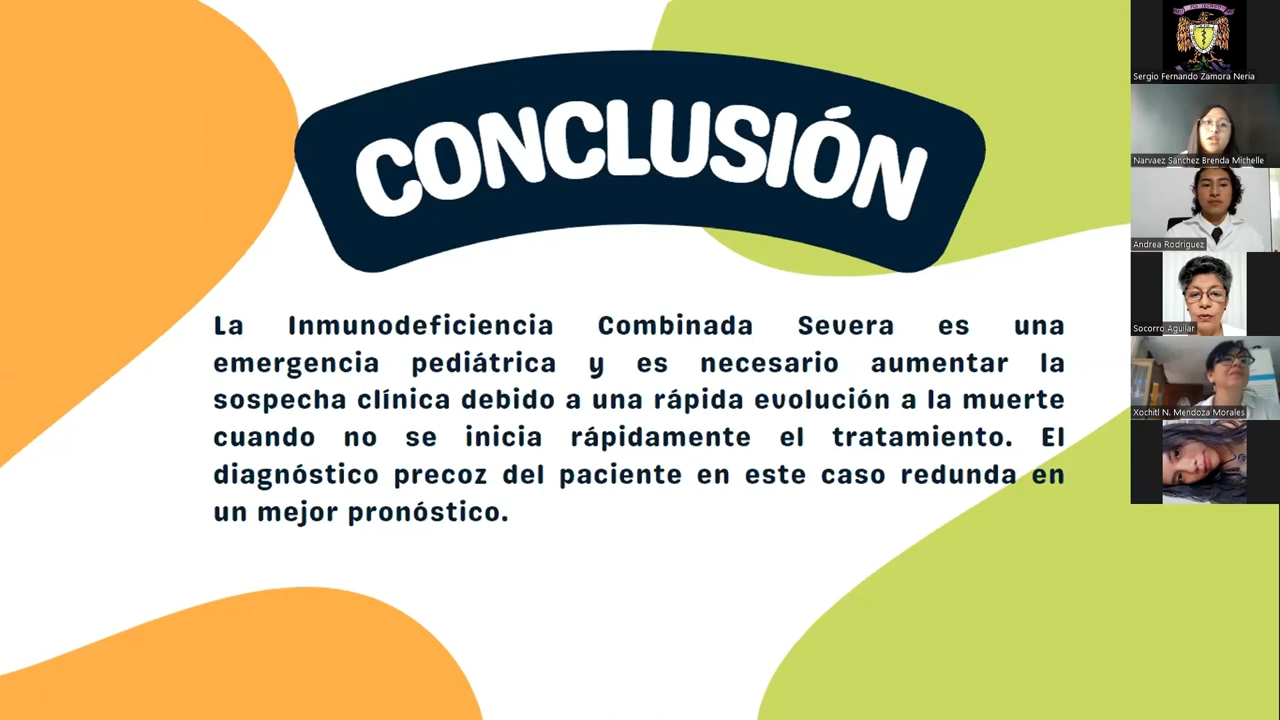 CONCLUSIÓN
La Inmunodeficiencia Combinada Severa es una
emergencia pediátrica y es necesario aumentar la
sospecha clínica debido a una rápida evolución a la muerte
cuando no se inicia rápidamente el tratamiento. El
diagnóstico precoz del paciente en este caso redunda en
un mejor pronóstico.
Sergio Fernando Zamora Neria
Narvaez Sánchez Brenda Michelle
Andrea Rodriguez
Socorro Aguilar
Xochitl N. Mendoza Morales